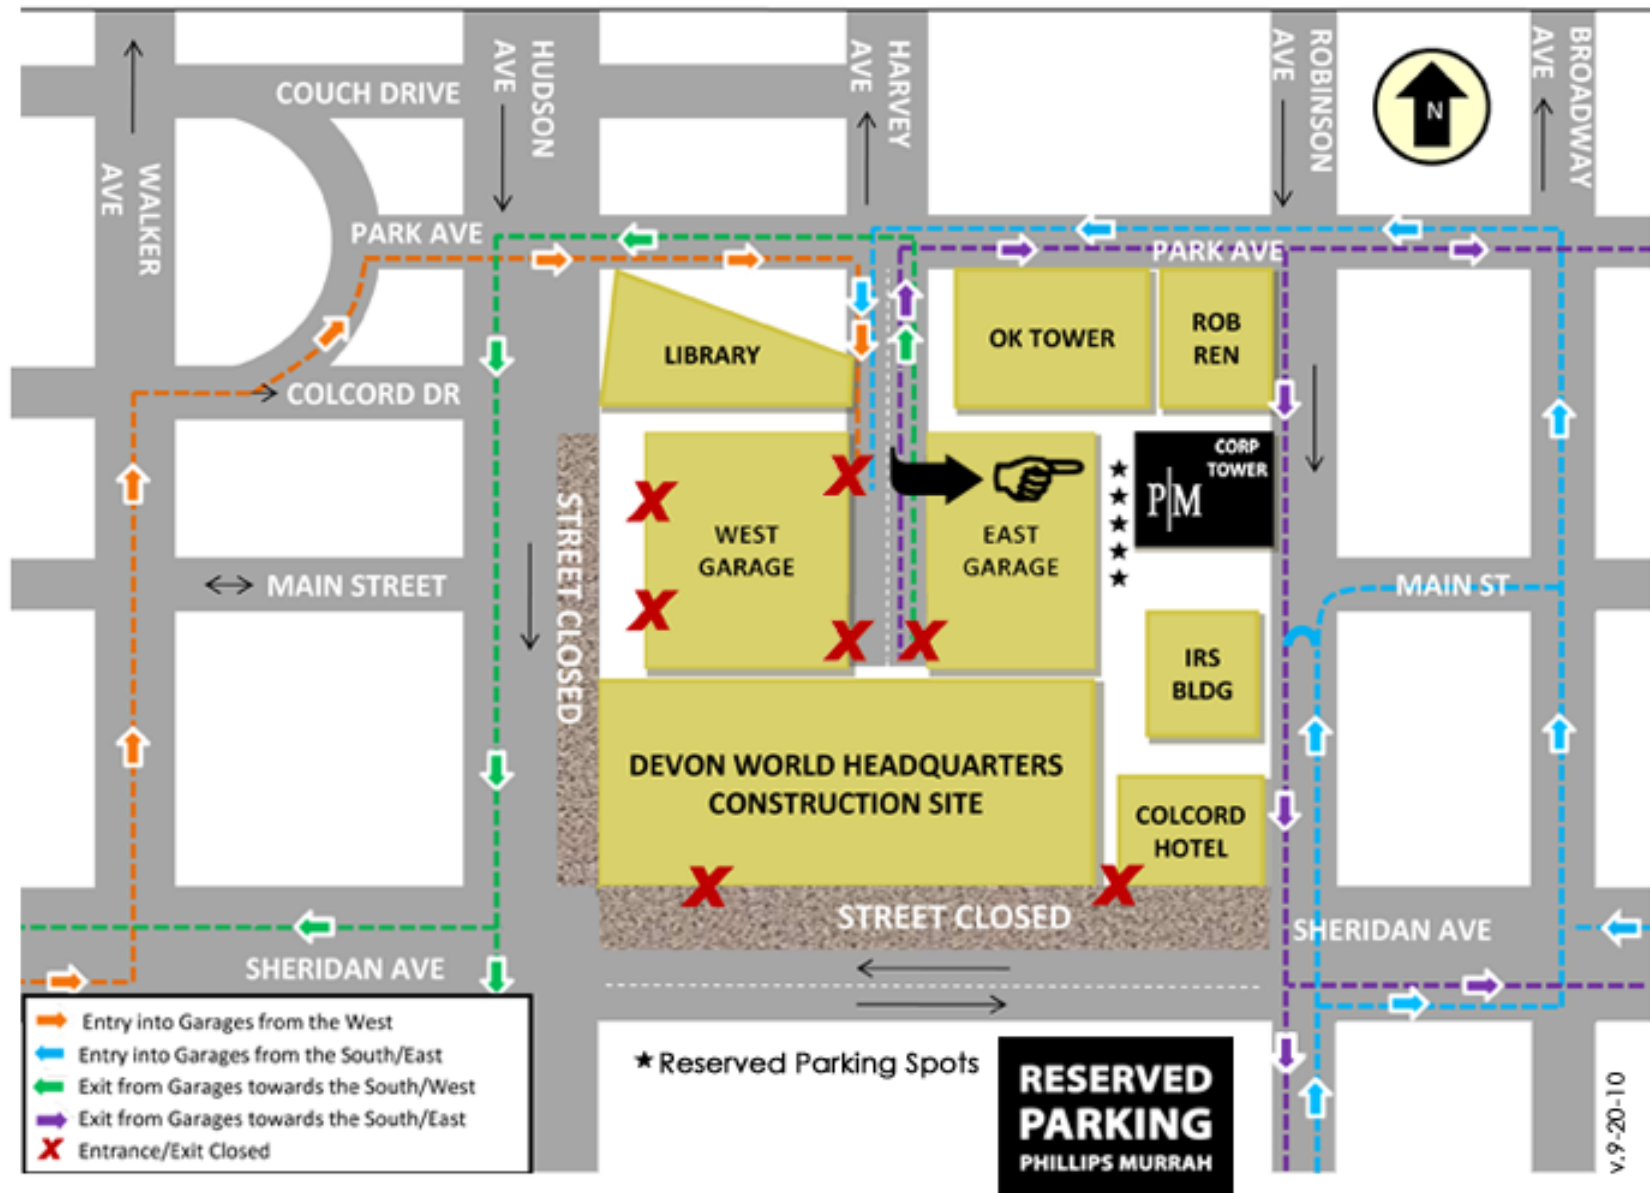 WALKER
AVE
COUCH DRIVE
HUDSON
AVE
HARVEY
AVE
ROBINSON
AVE
BROADWAY
AVE
N
PARK AVE
PARK AVE
LIBRARY
OK TOWER
ROB
REN
COLCORD DR
CORP
TOWER
P|M
STREET CLOSED
WEST
GARAGE
EAST
GARAGE
MAIN STREET
MAIN ST
IRS
BLDG
DEVON WORLD HEADQUARTERS
CONSTRUCTION SITE
COLCORD
HOTEL
STREET CLOSED
SHERIDAN AVE
SHERIDAN AVE
Entry into Garages from the West
Entry into Garages from the South/East
Exit from Garages towards the South/West
Exit from Garages towards the South/East
X Entrance/Exit Closed
★ Reserved Parking Spots
RESERVED
PARKING
PHILLIPS MURRAH
v.9-20-10